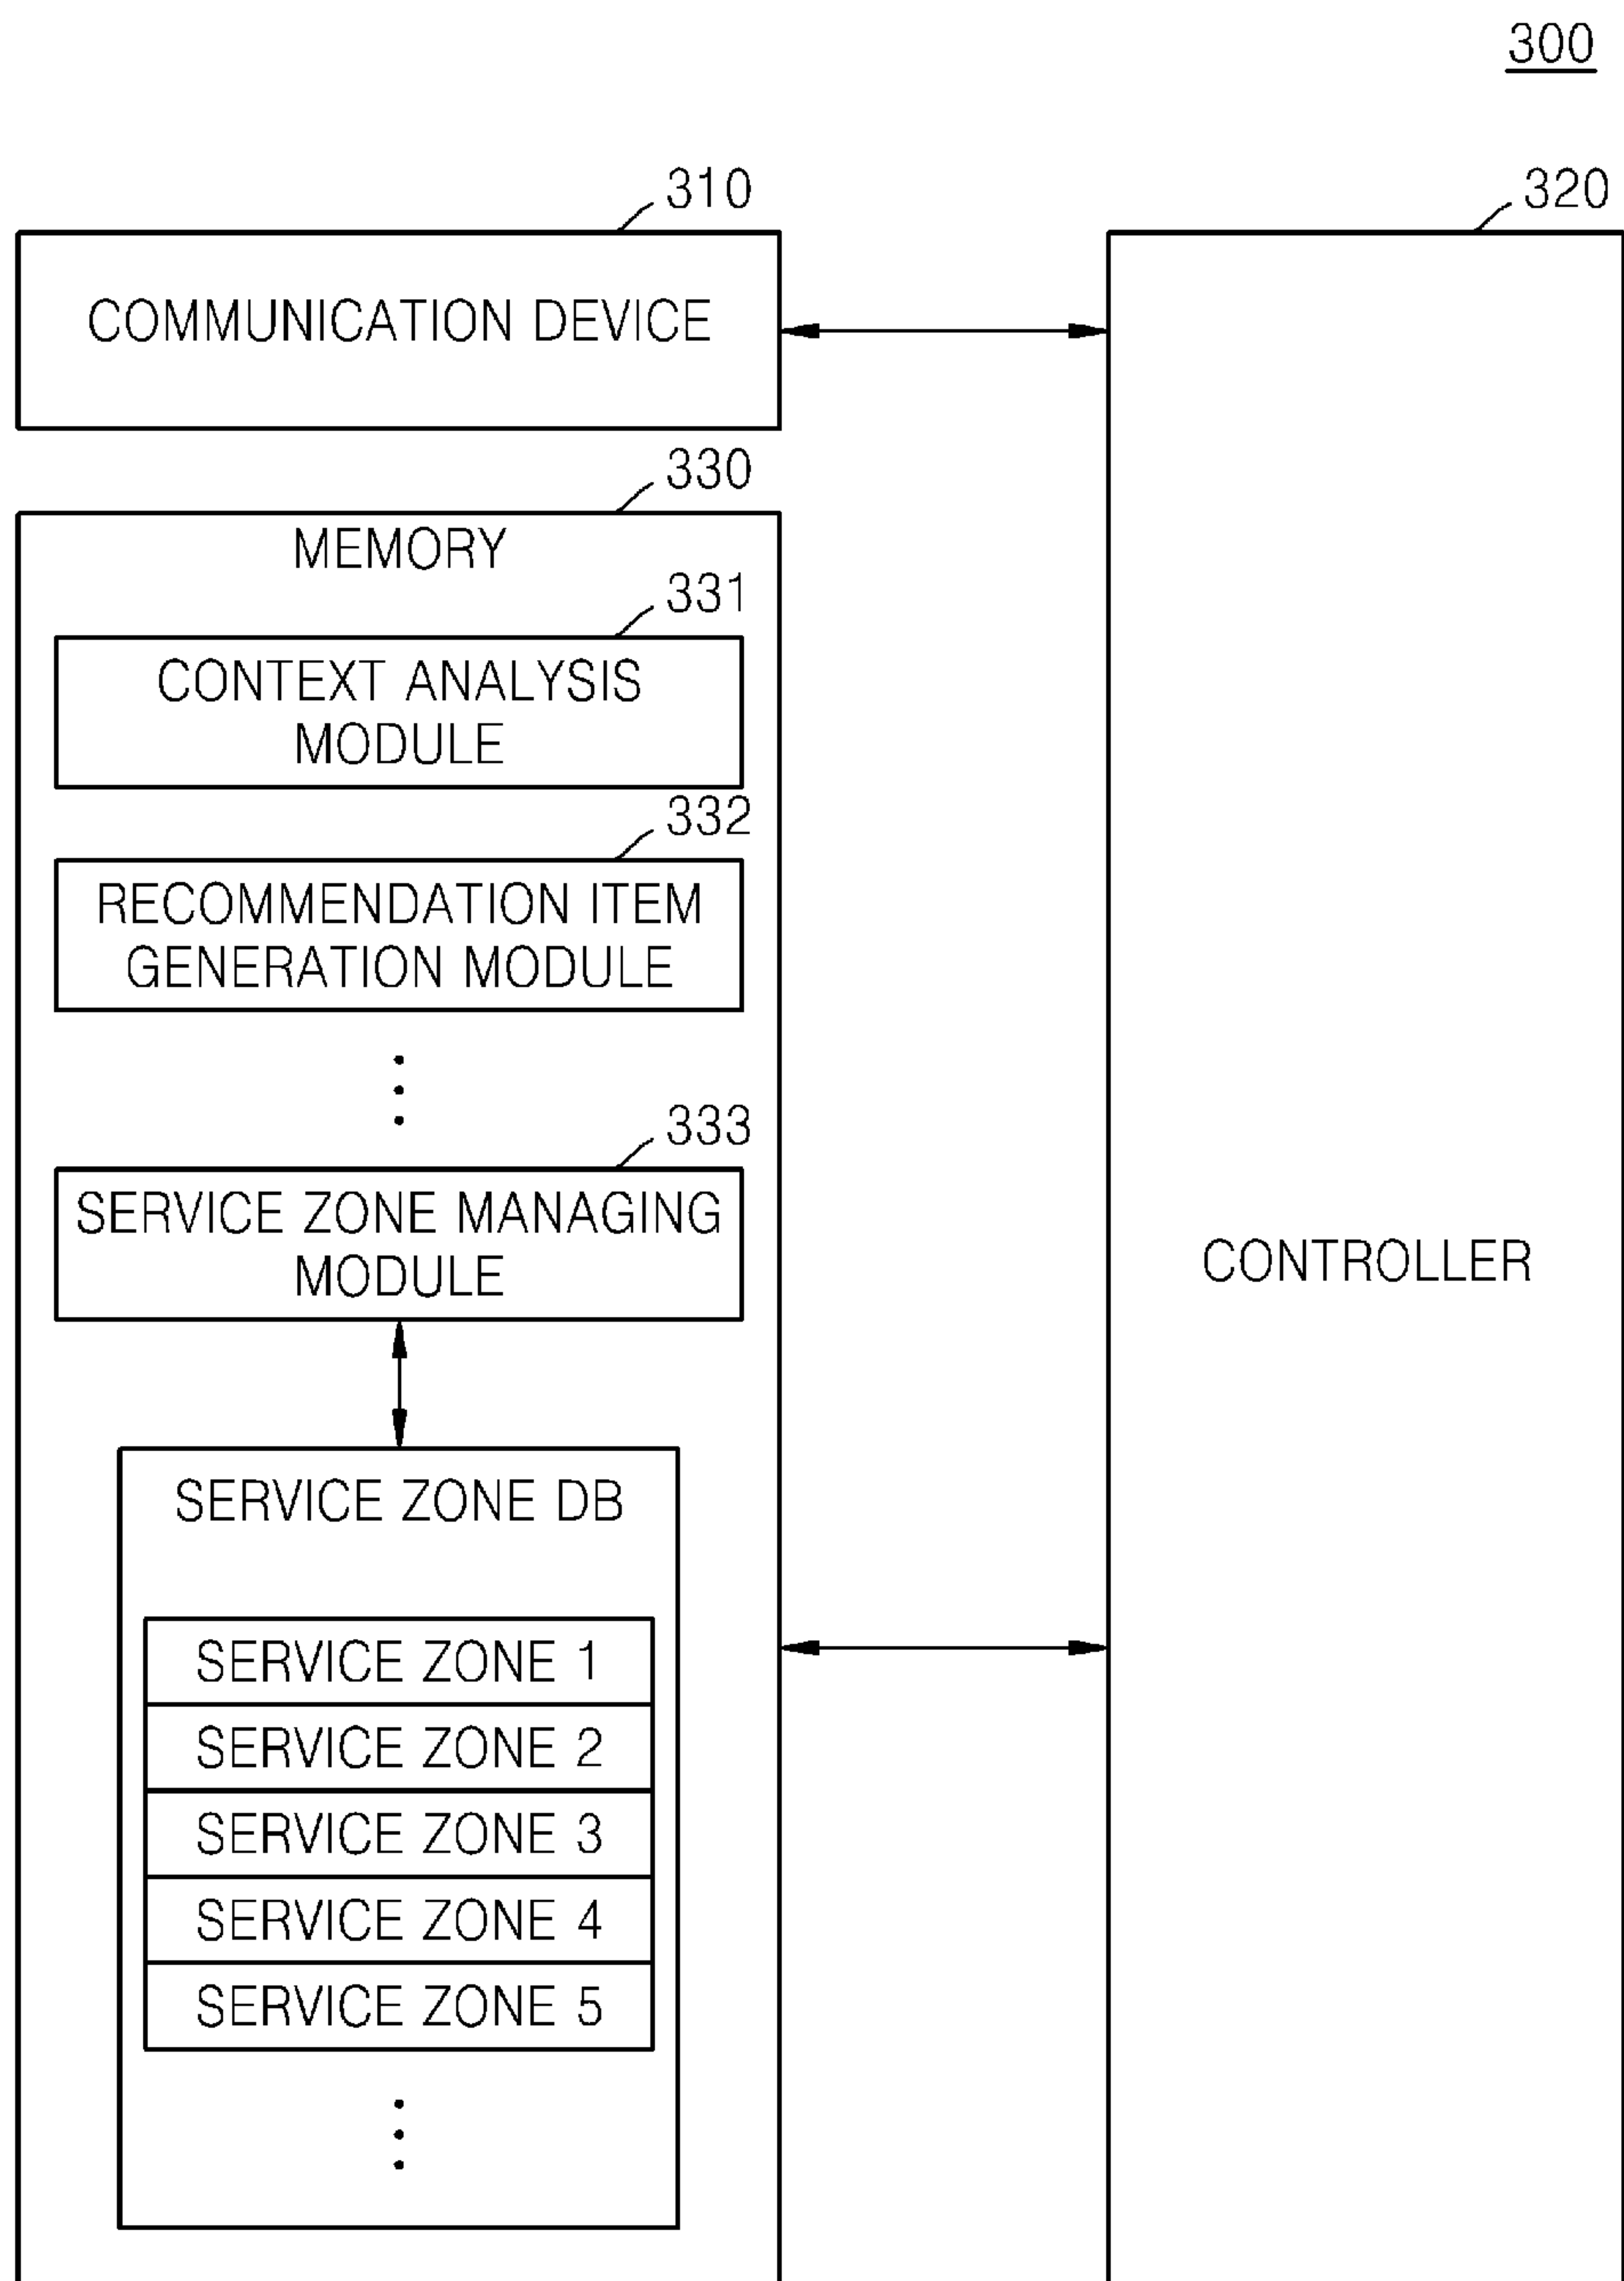 300
310
320
COMMUNICATION DEVICE
330
MEMORY
331
CONTEXT ANALYSIS
MODULE
332
RECOMMENDATION ITEM
GENERATION MODULE
333
SERVICE ZONE MANAGING
MODULE
CONTROLLER
SERVICE ZONE DB
SERVICE ZONE 1
SERVICE ZONE 2
SERVICE ZONE 3
SERVICE ZONE 4
SERVICE ZONE 5